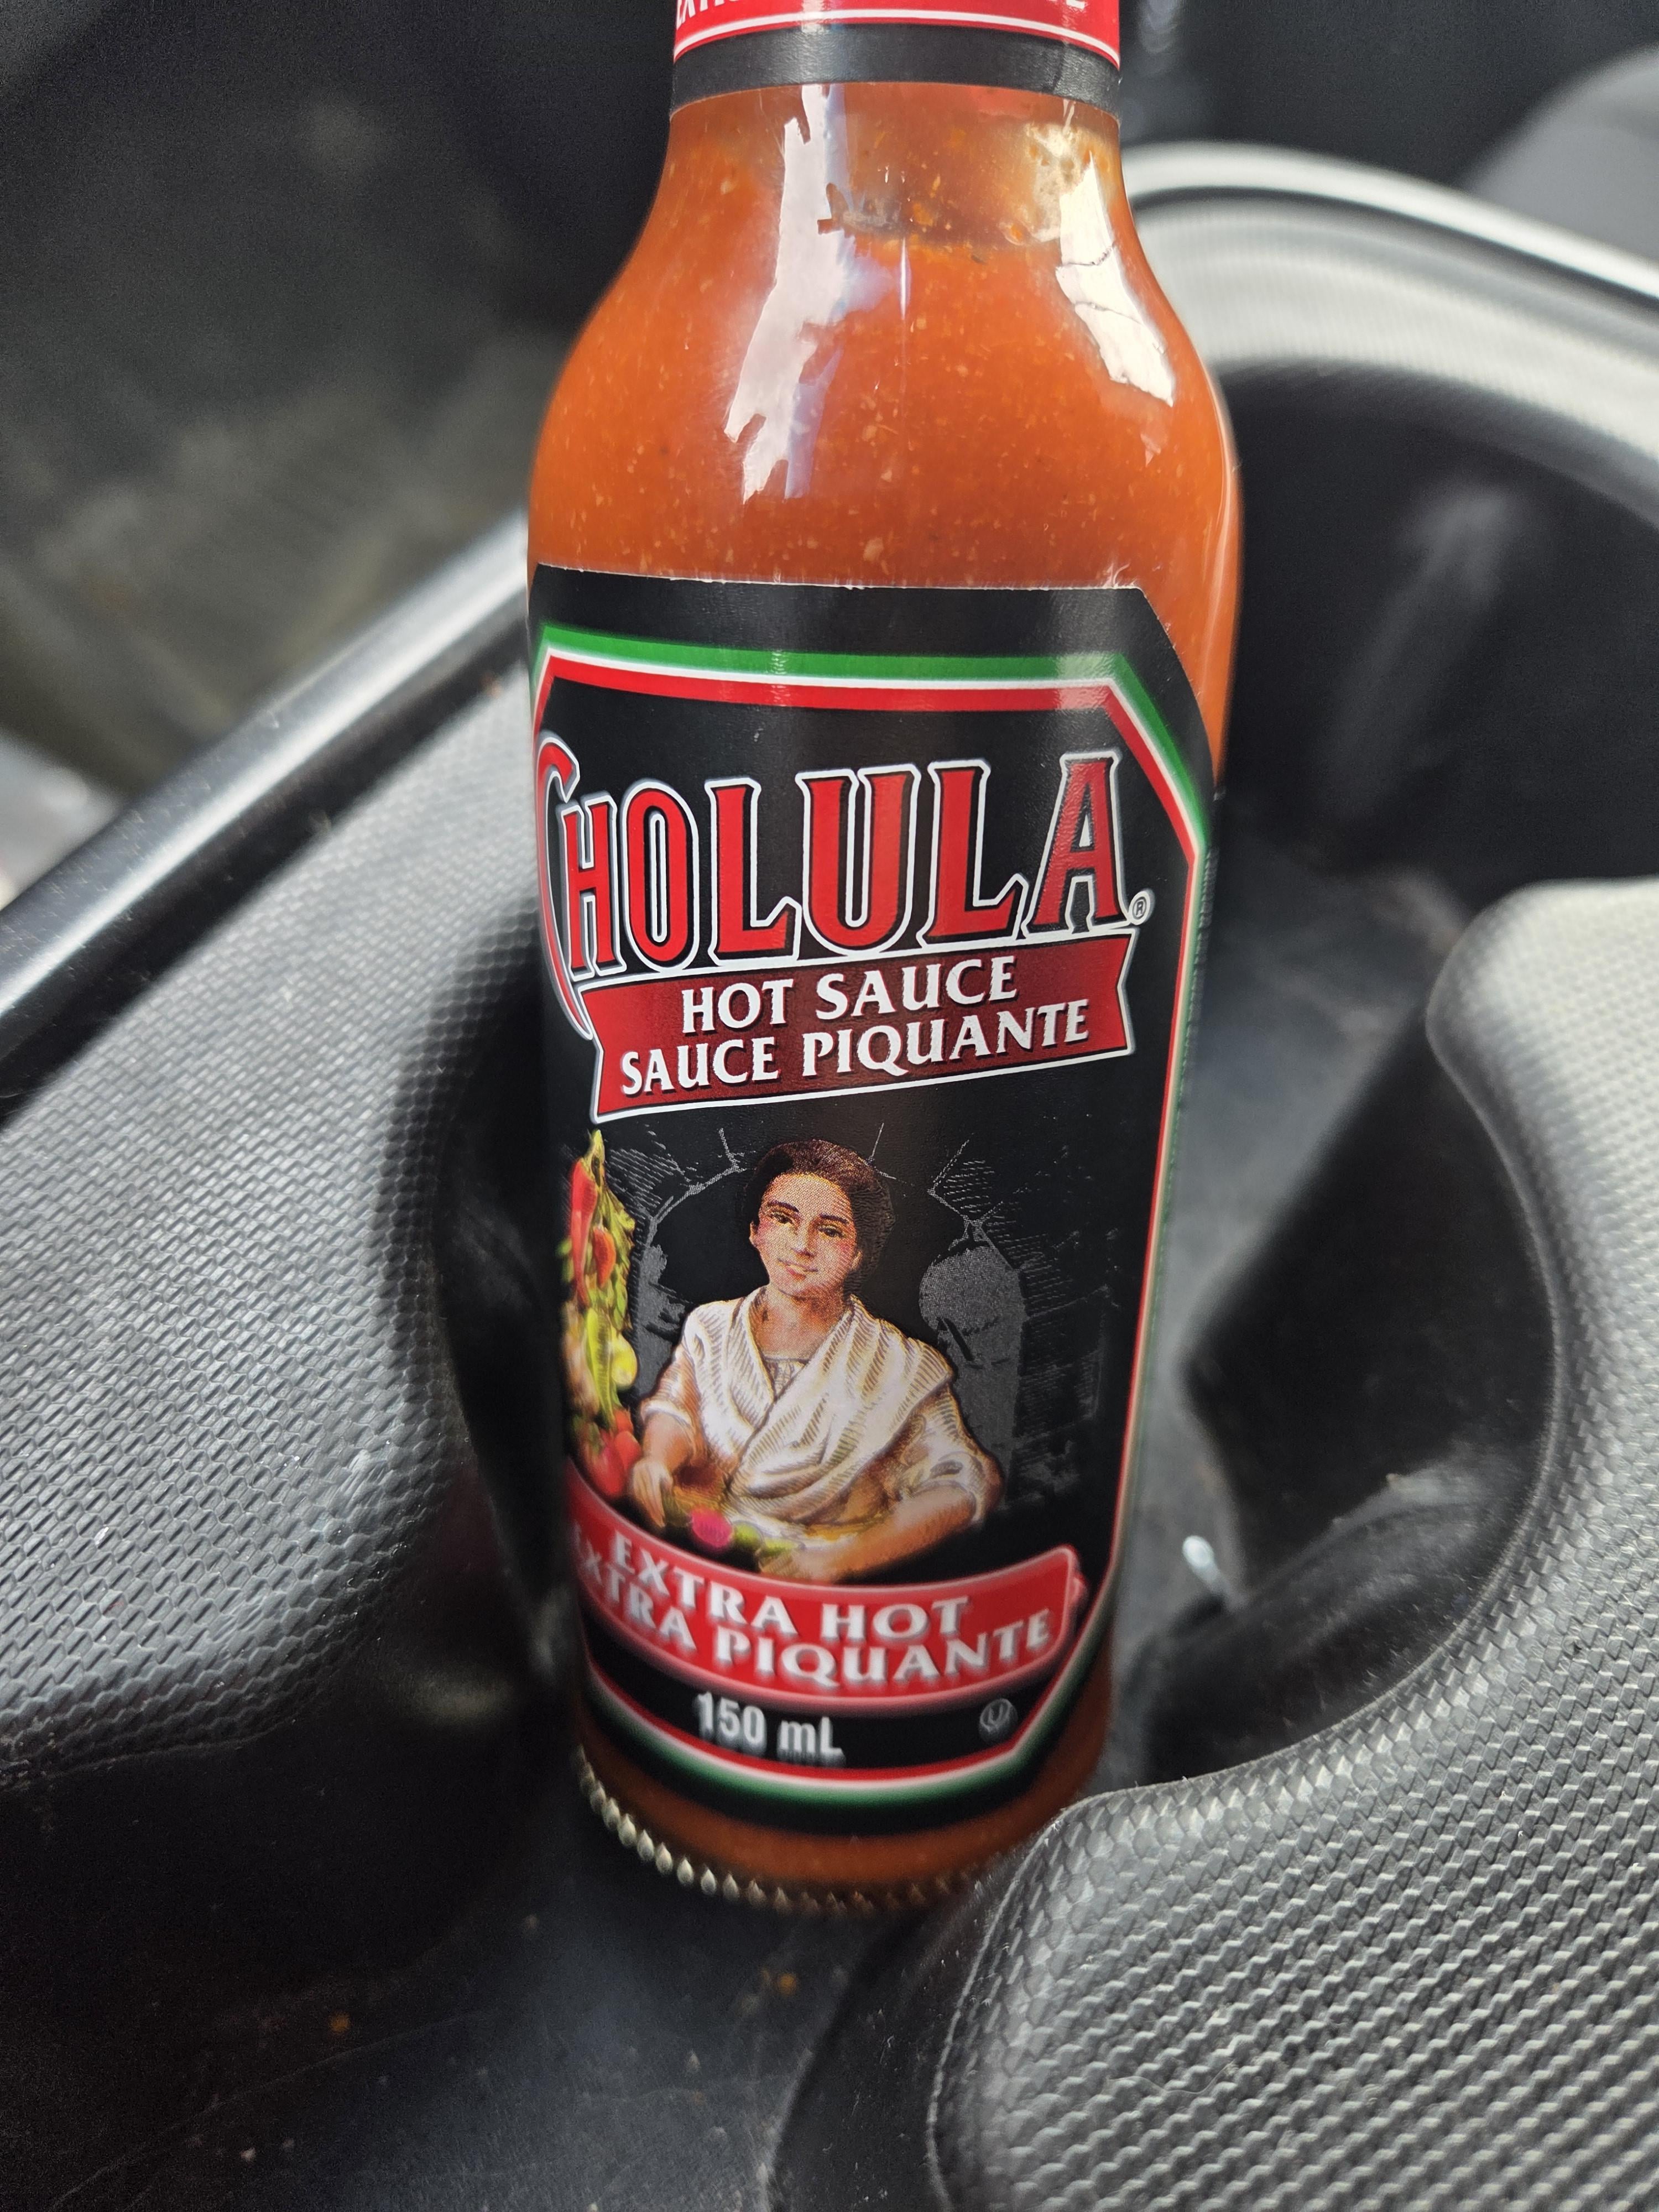 CHOLULA®
HOT SAUCE
SAUCE PIQUANTE
EXTRA HOT
EXTRA PIQUANTE
150 mL
U